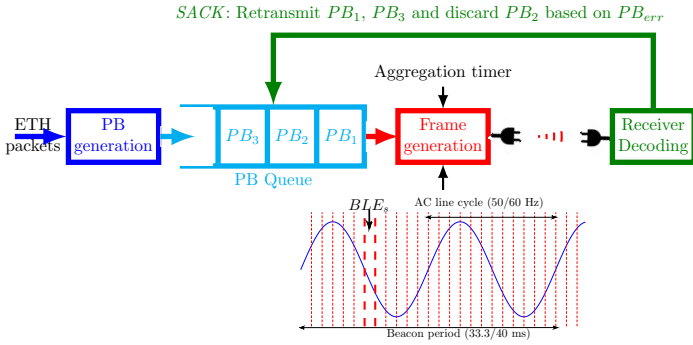 SACK: Retransmit PB1, PB3 and discard PB2 based on PBerr
Aggregation timer
ETH
packets
PB
generation
PB3
PB2
PB1
Frame
generation
Receiver
Decoding
PB Queue
BLEs
AC line cycle (50/60 Hz)
Beacon period (33.3/40 ms)